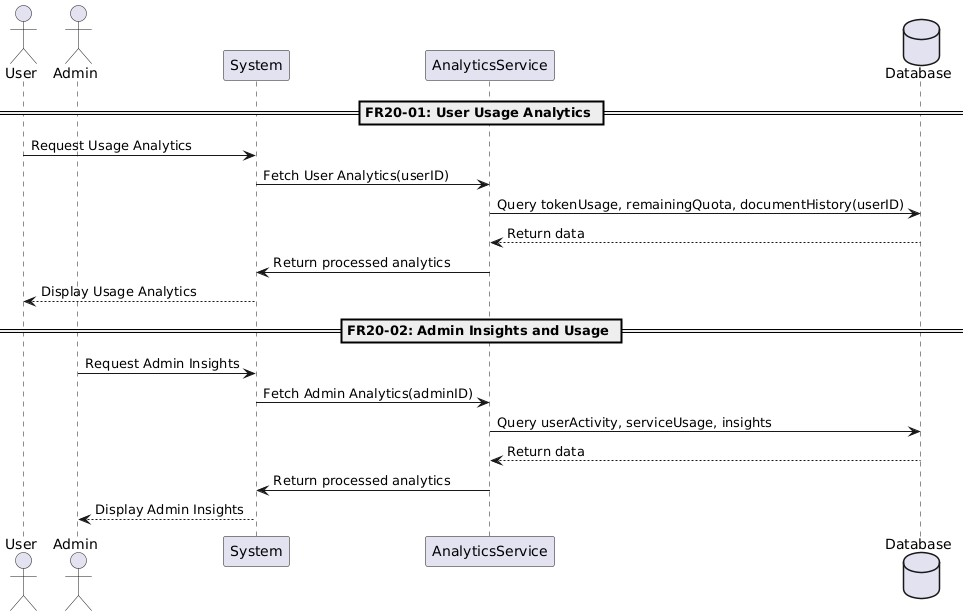 User
Admin
System
AnalyticsService
Database
FR20-01: User Usage Analytics
Request Usage Analytics
Fetch User Analytics(userID)
Query tokenUsage, remainingQuota, documentHistory(userID)
Return data
Return processed analytics
Display Usage Analytics
FR20-02: Admin Insights and Usage
Request Admin Insights
Fetch Admin Analytics(adminID)
Query userActivity, serviceUsage, insights
Return data
Return processed analytics
Display Admin Insights
User
Admin
System
AnalyticsService
Database